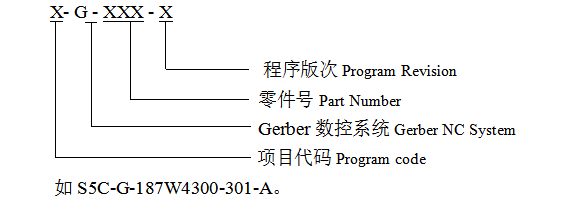 X- G - XXX - X
程序版次 Program Revision
零件号 Part Number
Gerber 数控系统 Gerber NC System
项目代码 Program code
如 S5C-G-187W4300-301-A。